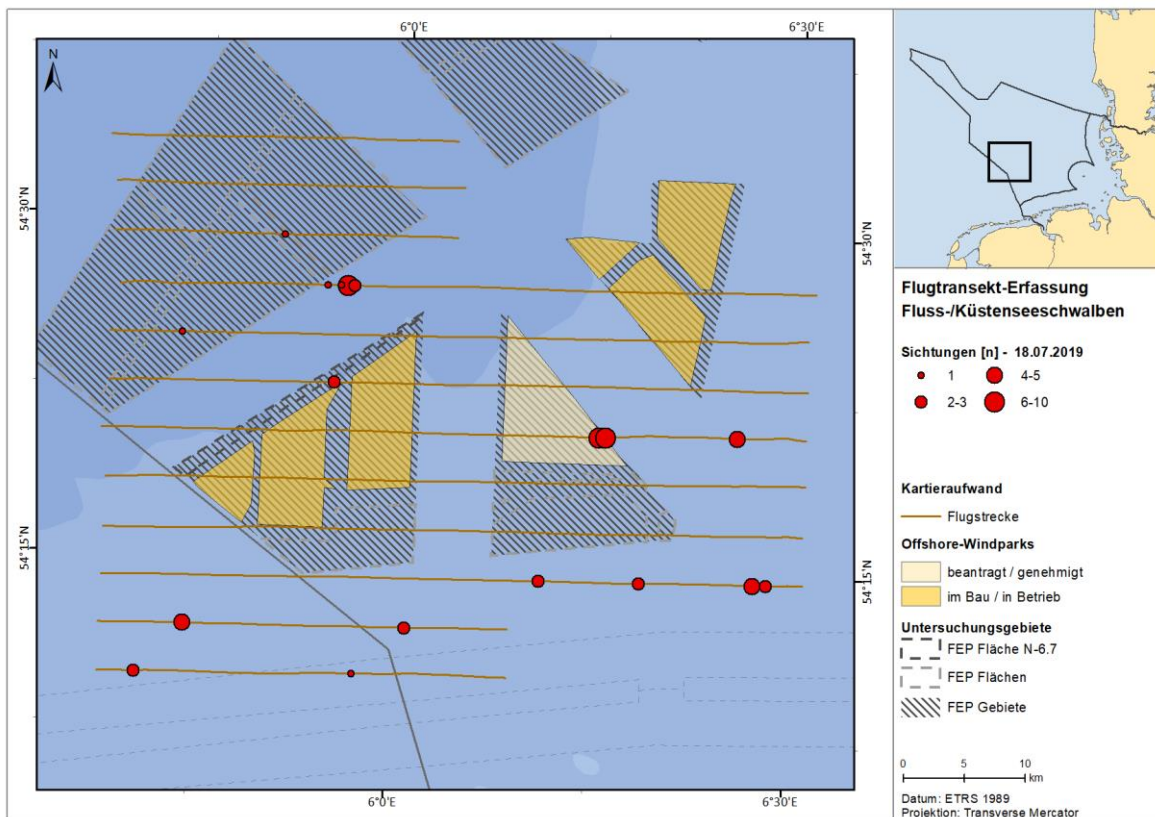 6°0'E
6°30'E
N
54°30'N
54°30'N
54°15'N
54°15'N
6°0'E
6°30'E
Flugtransekt-Erfassung
Fluss-/Küstenseeschwalben
Sichtungen [n] - 18.07.2019
1
4-5
2-3
6-10
Kartieraufwand
Flugstrecke
Offshore-Windparks
beantragt / genehmigt
im Bau / in Betrieb
Untersuchungsgebiete
FEP Fläche N-6.7
FEP Flächen
FEP Gebiete
0 5 10
km
Datum: ETRS 1989
Projektion: Transverse Mercator